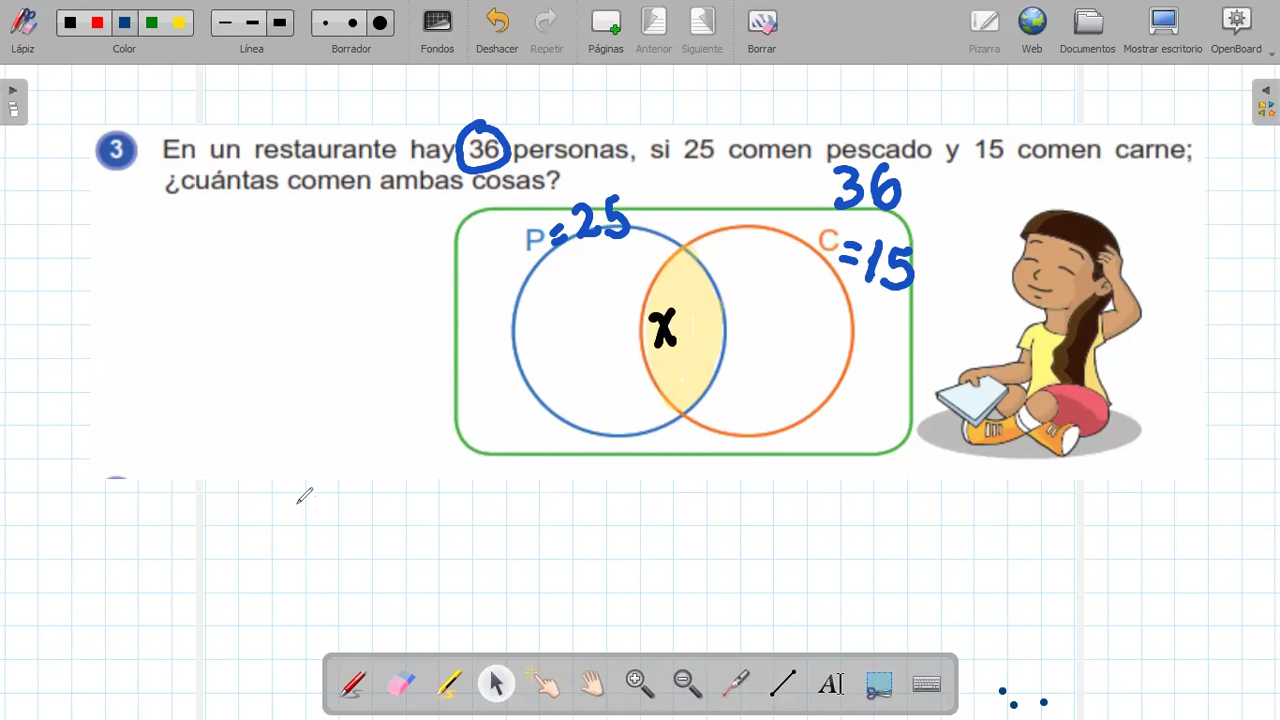 Lápiz Color Línea Borrador Fondos Deshacer Repetir Páginas Anterior Siguiente Borrar Pizarra Web Documentos Mostrar escritorio OpenBoard
3 En un restaurante hay 36 personas, si 25 comen pescado y 15 comen carne;
¿cuántas comen ambas cosas?
36
P = 25
C = 15
x
AI